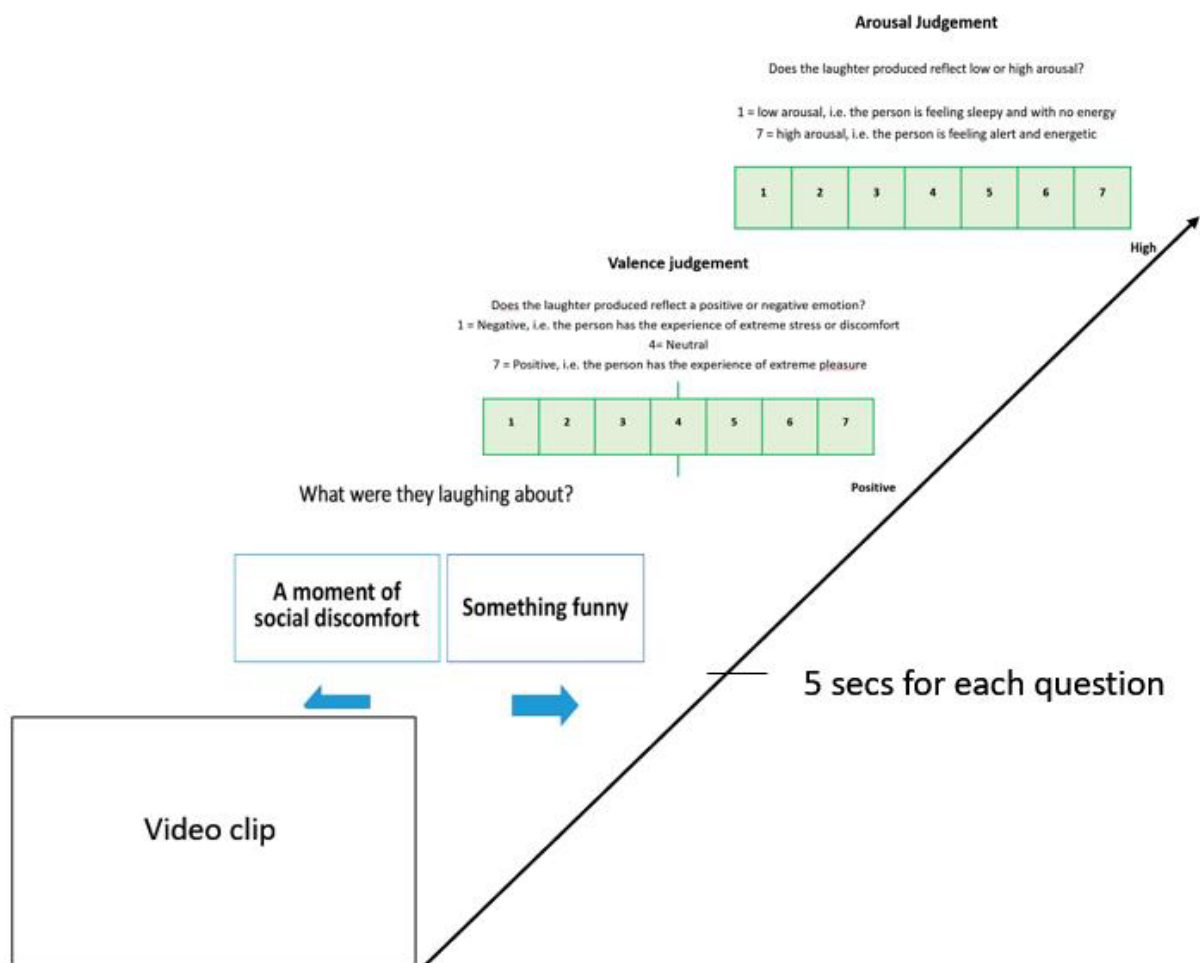 Arousal Judgement
Does the laughter produced reflect low or high arousal?
1 = low arousal, i.e. the person is feeling sleepy and with no energy
7 = high arousal, i.e. the person is feeling alert and energetic
1 2 3 4 5 6 7
High
Valence judgement
Does the laughter produced reflect a positive or negative emotion?
1 = Negative, i.e. the person has the experience of extreme stress or discomfort
4= Neutral
7 = Positive, i.e. the person has the experience of extreme pleasure
1 2 3 4 5 6 7
Positive
What were they laughing about?
A moment of
social discomfort
Something funny
5 secs for each question
Video clip